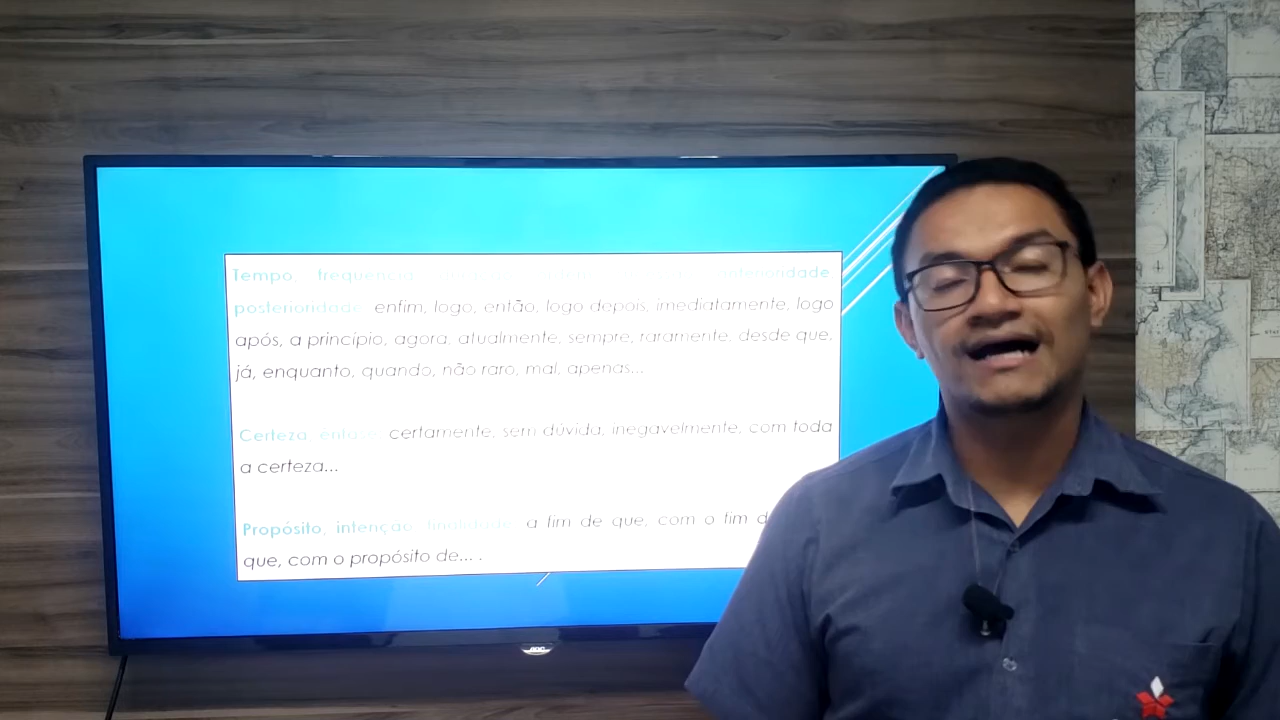 Tempo, frequência, anterioridade
posterioridade: enfim, logo, então, logo depois, imediatamente, logo
após, a princípio, agora, atualmente, sempre, raramente, desde que,
já, enquanto, quando, não raro, mal, apenas...
Certeza, ênfase: certamente, sem dúvida, inegavelmente, com toda
a certeza...
Propósito, intenção, finalidade: a fim de que, com o fim
que, com o propósito de... .
AOC